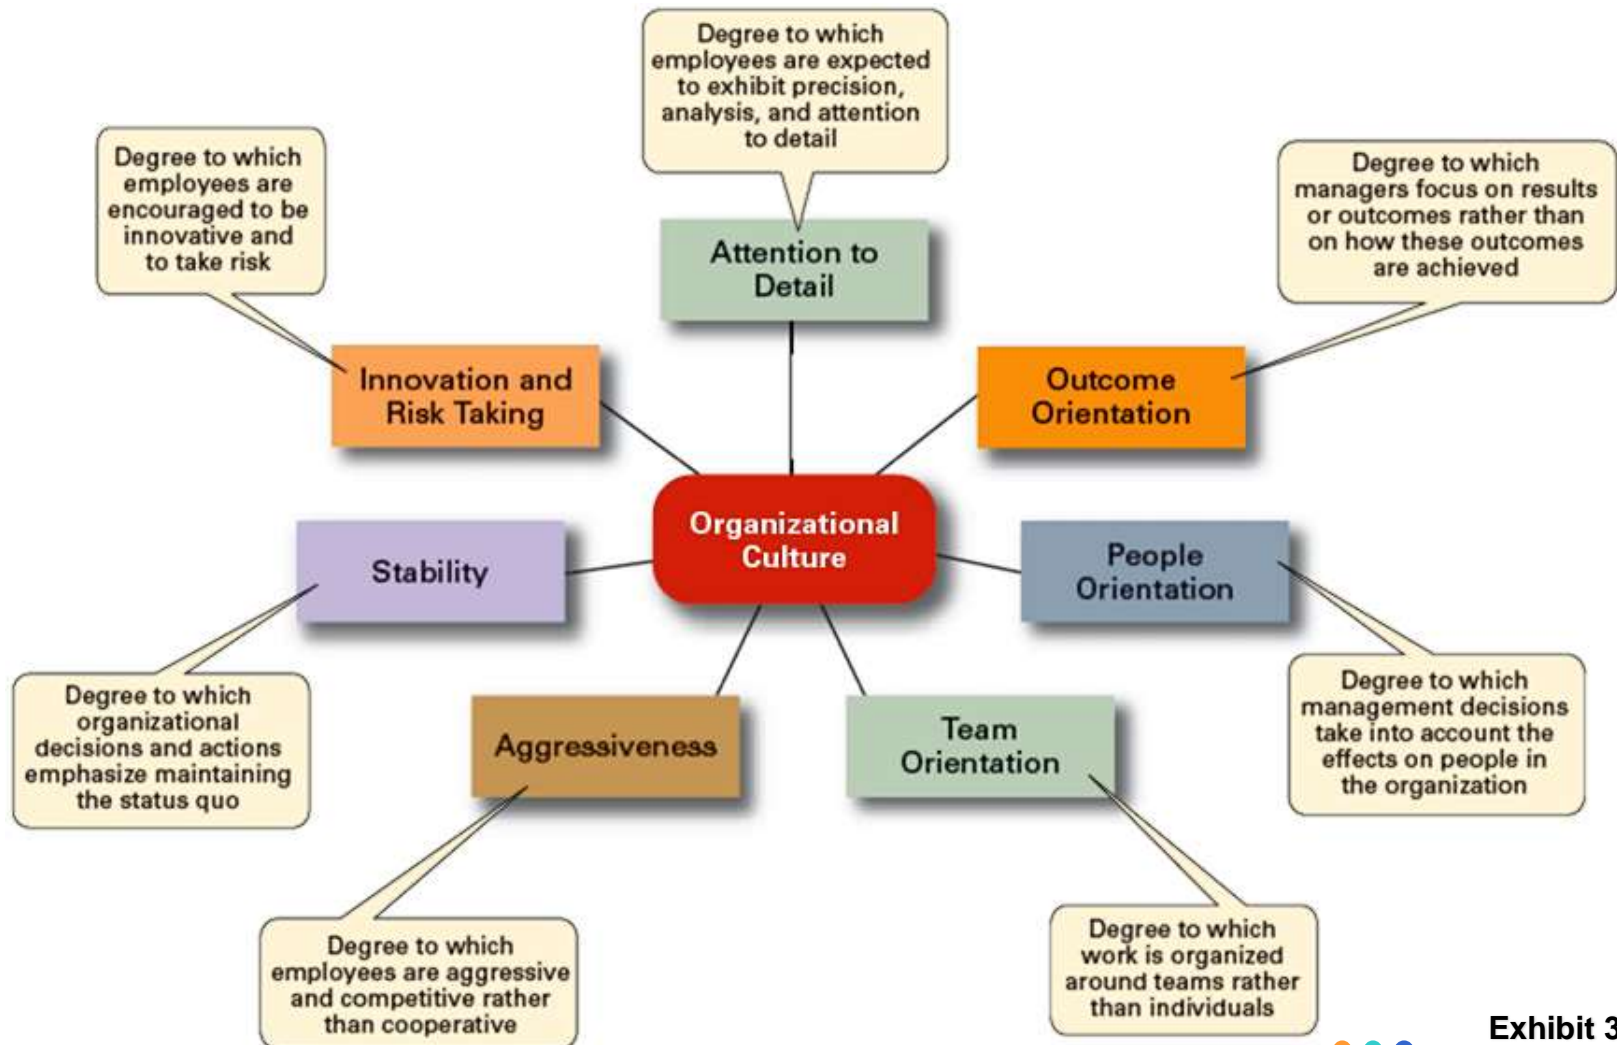 Degree to which
employees are expected
to exhibit precision,
analysis, and attention
to detail
Degree to which
employees are
encouraged to be
innovative and
to take risk
Degree to which
managers focus on results
or outcomes rather than
on how these outcomes
are achieved
Attention to
Detail
Innovation and
Risk Taking
Outcome
Orientation
Organizational
Culture
Stability
People
Orientation
Degree to which
organizational
decisions and actions
emphasize maintaining
the status quo
Aggressiveness
Team
Orientation
Degree to which
management decisions
take into account the
effects on people in
the organization
Degree to which
employees are aggressive
and competitive rather
than cooperative
Degree to which
work is organized
around teams rather
than individuals
Exhibit 3